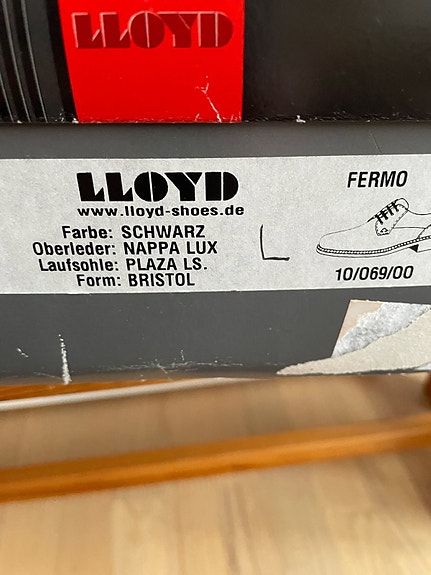 LLOYD
LLOYD
www.lloyd-shoes.de
Farbe: SCHWARZ
Oberleder: NAPPA LUX
Laufsohle: PLAZA LS.
Form: BRISTOL
L
FERMO
10/069/00